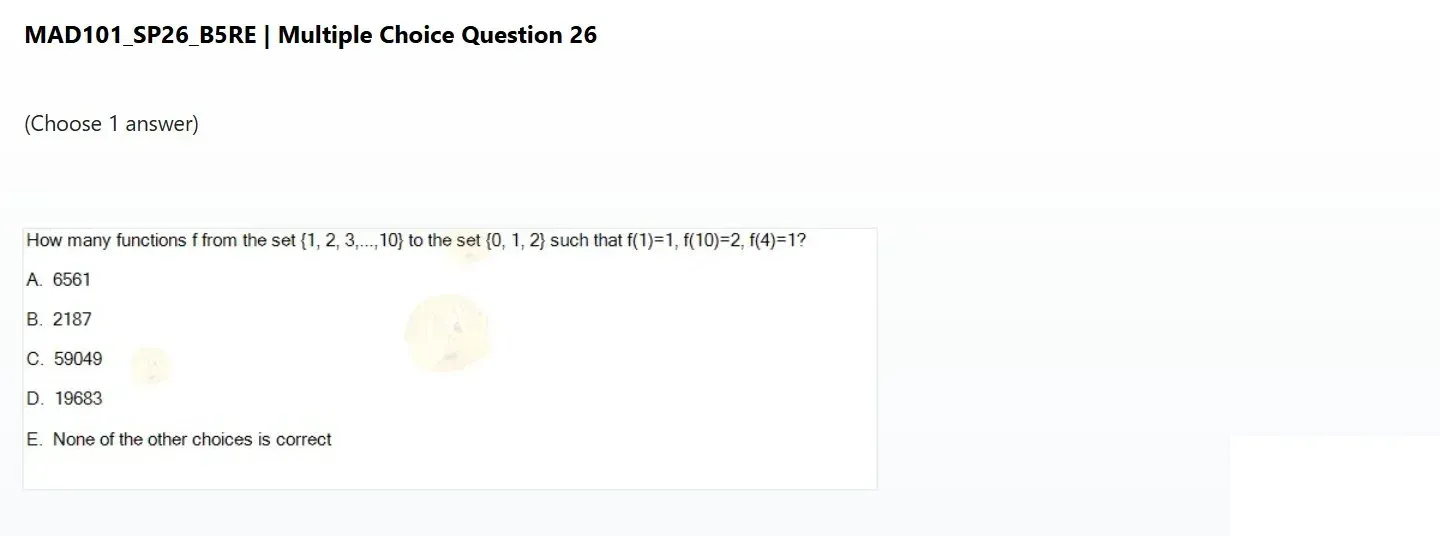 MAD101_SP26_B5RE | Multiple Choice Question 26
(Choose 1 answer)
How many functions f from the set {1, 2, 3,...,10} to the set {0, 1, 2} such that f(1)=1, f(10)=2, f(4)=1?
A. 6561
B. 2187
C. 59049
D. 19683
E. None of the other choices is correct